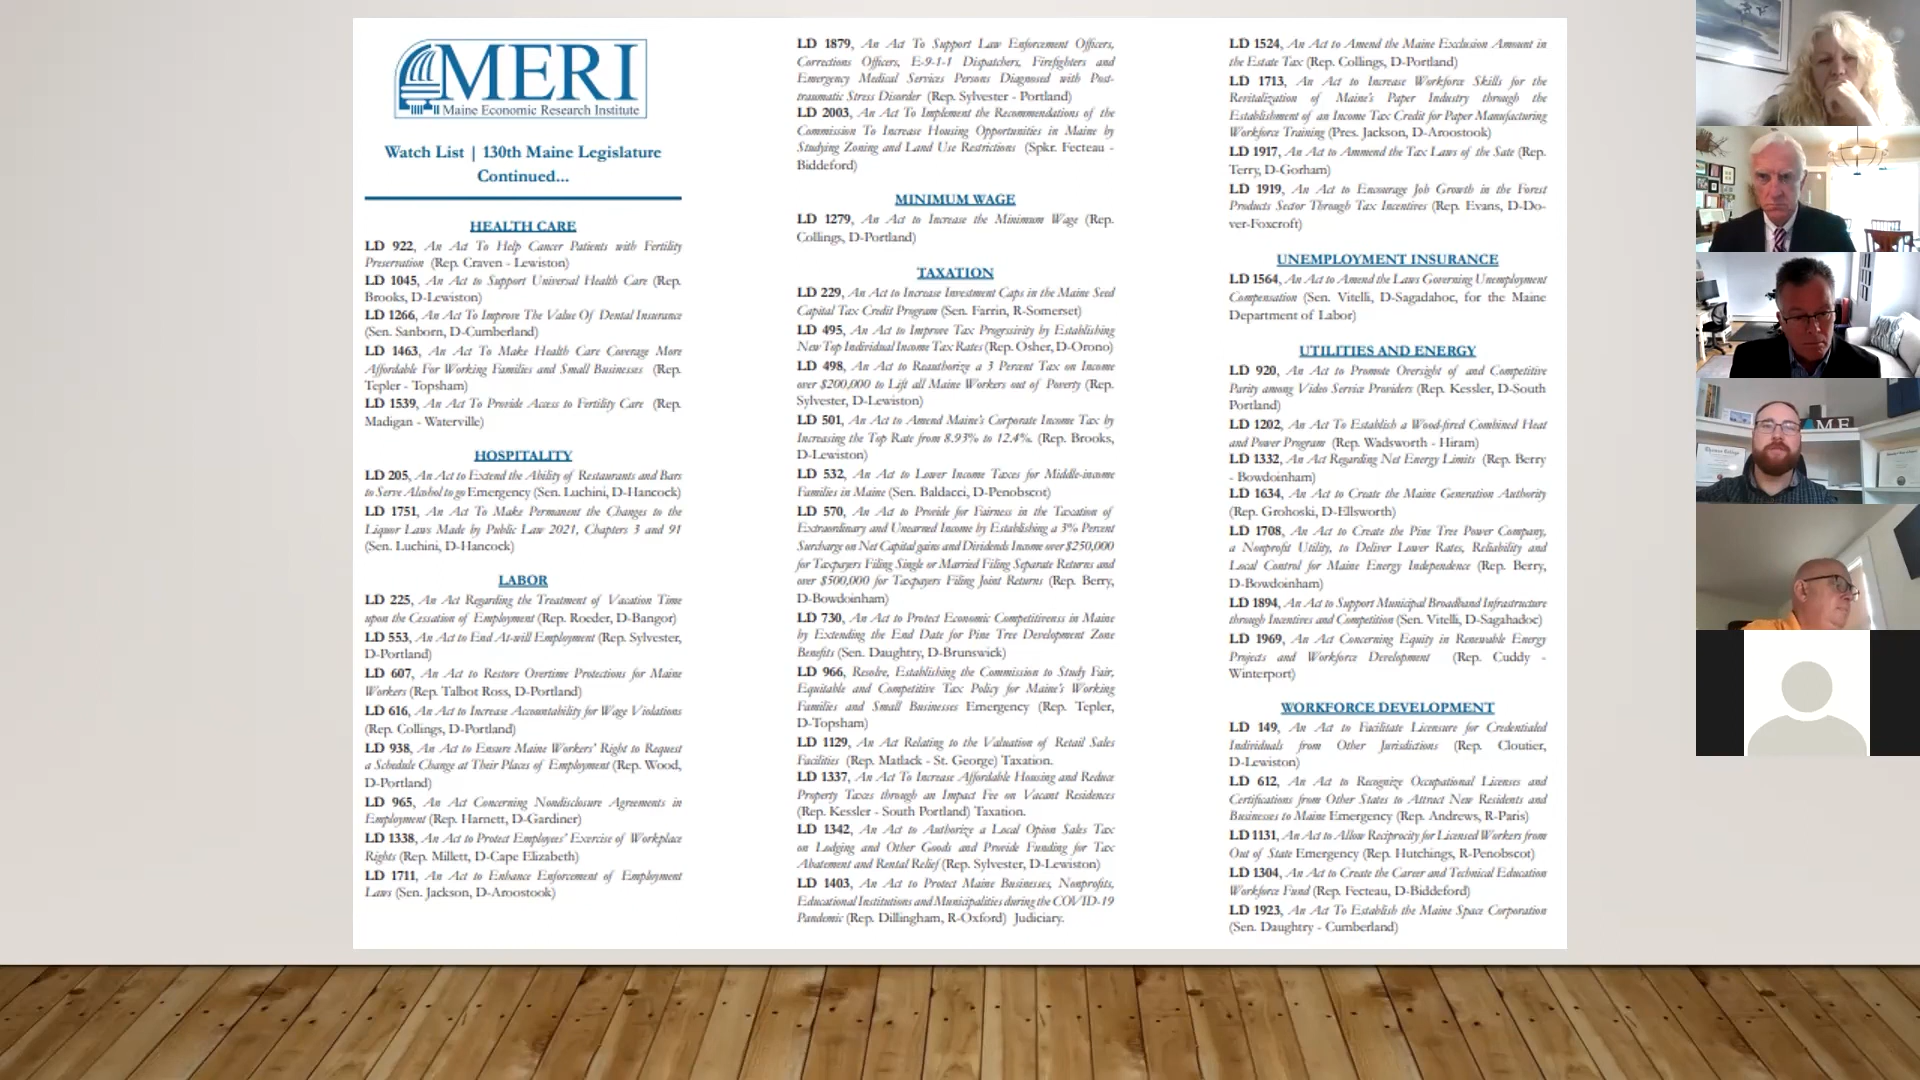 MERI
Maine Economic Research Institute
Watch List | 130th Maine Legislature
Continued...
HEALTH CARE
LD 922, An Act To Help Cancer Patients with Fertility
Preservation (Rep. Craven - Lewiston)
LD 1045, An Act to Support Universal Health Care (Rep.
Brooks, D-Lewiston)
LD 1266, An Act To Improve The Value Of Dental Insurance
(Sen. Sanborn, D-Cumberland)
LD 1463, An Act To Make Health Care Coverage More
Affordable For Working Families and Small Businesses (Rep.
Tepler - Topsham)
LD 1539, An Act To Provide Access to Fertility Care (Rep.
Madigan - Waterville)
HOSPITALITY
LD 205, An Act to Extend the Ability of Restaurants and Bars
to Serve Alcohol to go Emergency (Sen. Luchini, D-Hancock)
LD 1751, An Act To Make Permanent the Changes to the
Liquor Laws Made by Public Law 2021, Chapters 3 and 91
(Sen. Luchini, D-Hancock)
LABOR
LD 225, An Act Regarding the Treatment of Vacation Time
upon the Cessation of Employment (Rep. Roeder, D-Bangor)
LD 553, An Act to End At-will Employment (Rep. Sylvester,
D-Portland)
LD 607, An Act to Restore Overtime Protections for Maine
Workers (Rep. Talbot Ross, D-Portland)
LD 616, An Act to Increase Accountability for Wage Violations
(Rep. Collings, D-Portland)
LD 938, An Act to Ensure Maine Workers' Right to Request
a Schedule Change at Their Places of Employment (Rep. Wood,
D-Portland)
LD 965, An Act Concerning Nondisclosure Agreements in
Employment (Rep. Harnett, D-Gardiner)
LD 1338, An Act to Protect Employees' Exercise of Workplace
Rights (Rep. Millett, D-Cape Elizabeth)
LD 1711, An Act to Enhance Enforcement of Employment
Laws (Sen. Jackson, D-Aroostook)
LD 1879, An Act To Support Law Enforcement Officers,
Corrections Officers, E-9-1-1 Dispatchers, Firefighters and
Emergency Medical Services Persons Diagnosed with Post-
traumatic Stress Disorder (Rep. Sylvester - Portland)
LD 2003, An Act To Implement the Recommendations of the
Commission To Increase Housing Opportunities in Maine by
Studying Zoning and Land Use Restrictions (Spkr. Fecteau -
Biddeford)
MINIMUM WAGE
LD 1279, An Act to Increase the Minimum Wage (Rep.
Collings, D-Portland)
TAXATION
LD 229, An Act to Increase Investment Caps in the Maine Seed
Capital Tax Credit Program (Sen. Farrin, R-Somerset)
LD 495, An Act to Improve Tax Progressivity by Establishing
New Top Individual Income Tax Rates (Rep. Osher, D-Orono)
LD 498, An Act to Reauthorize a 3 Percent Tax on Income
over $200,000 to Lift all Maine Workers out of Poverty (Rep.
Sylvester, D-Lewiston)
LD 501, An Act to Amend Maine's Corporate Income Tax by
Increasing the Top Rate from 8.93% to 12.4%. (Rep. Brooks,
D-Lewiston)
LD 532, An Act to Lower Income Taxes for Middle-income
Families in Maine (Sen. Baldacci, D-Penobscot)
LD 570, An Act to Provide for Fairness in the Taxation of
Extraordinary and Unearned Income by Establishing a 3% Percent
Surcharge on Net Capital gains and Dividends Income over $250,000
for Taxpayers Filing Single or Married Filing Separate Returns and
over $500,000 for Taxpayers Filing Joint Returns (Rep. Berry,
D-Bowdoinham)
LD 730, An Act to Protect Economic Competitivenss in Maine
by Extending the End Date for Pine Tree Development Zone
Benefits (Sen. Daughtry, D-Brunswick)
LD 966, Resolve, Establishing the Commission to Study Fair,
Equitable and Competitive Tax Policy for Maine's Working
Families and Small Businesses Emergency (Rep. Tepler,
D-Topsham)
LD 1129, An Act Relating to the Valuation of Retail Sales
Facilities (Rep. Matlack - St. George) Taxation.
LD 1337, An Act To Increase Affordable Housing and Reduce
Property Taxes through an Impact Fee on Vacant Residences
(Rep. Kessler - South Portland) Taxation.
LD 1342, An Act to Authorize a Local Opion Sales Tax
on Lodging and Other Goods and Provide Funding for Tax
Abatement and Rental Relief (Rep. Sylvester, D-Lewiston)
LD 1403, An Act to Protect Maine Businesses, Nonprofits,
Educational Institutions and Municipalities during the COVID-19
Pandemic (Rep. Dillingham, R-Oxford) Judiciary.
LD 1524, An Act to Amend the Maine Exclusion Amount in
the Estate Tax (Rep. Collings, D-Portland)
LD 1713, An Act to Increase Workforce Skills for the
Revitalization of Maine's Paper Industry through the
Establishment of an Income Tax Credit for Paper Manufacturing
Workforce Training (Pres. Jackson, D-Aroostook)
LD 1917, An Act to Ammend the Tax Laws of the Sate (Rep.
Terry, D-Gorham)
LD 1919, An Act to Encourage Job Growth in the Forest
Products Sector Through Tax Incentives (Rep. Evans, D-Do-
ver-Foxcroft)
UNEMPLOYMENT INSURANCE
LD 1564, An Act to Amend the Laws Governing Unemployment
Compensation (Sen. Vitelli, D-Sagadahoc, for the Maine
Department of Labor)
UTILITIES AND ENERGY
LD 920, An Act to Promote Oversight of and Competitive
Parity among Video Service Providers (Rep. Kessler, D-South
Portland)
LD 1202, An Act To Establish a Wood-fired Combined Heat
and Power Program (Rep. Wadsworth - Hiram)
LD 1332, An Act Regarding Net Energy Limits (Rep. Berry
- Bowdoinham)
LD 1634, An Act to Create the Maine Generation Authority
(Rep. Grohoski, D-Ellsworth)
LD 1708, An Act to Create the Pine Tree Power Company,
a Nonprofit Utility, to Deliver Lower Rates, Reliability and
Local Control for Maine Energy Independence (Rep. Berry,
D-Bowdoinham)
LD 1894, An Act to Support Municipal Broadband Infrastructure
through Incentives and Competition (Sen. Vitelli, D-Sagahadoc)
LD 1969, An Act Concerning Equity in Renewable Energy
Projects and Workforce Development (Rep. Cuddy -
Winterport)
WORKFORCE DEVELOPMENT
LD 149, An Act to Facilitate Licensure for Credentialed
Individuals from Other Jurisdictions (Rep. Cloutier,
D-Lewiston)
LD 612, An Act to Recognize Occupational Licenses and
Certifications from Other States to Attract New Residents and
Businesses to Maine Emergency (Rep. Andrews, R-Paris)
LD 1131, An Act to Allow Reciprocity for Licensed Workers from
Out of State Emergency (Rep. Hutchings, R-Penobscot)
LD 1304, An Act to Create the Career and Technical Education
Workforce Fund (Rep. Fecteau, D-Biddeford)
LD 1923, An Act To Establish the Maine Space Corporation
(Sen. Daughtry - Cumberland)
ME